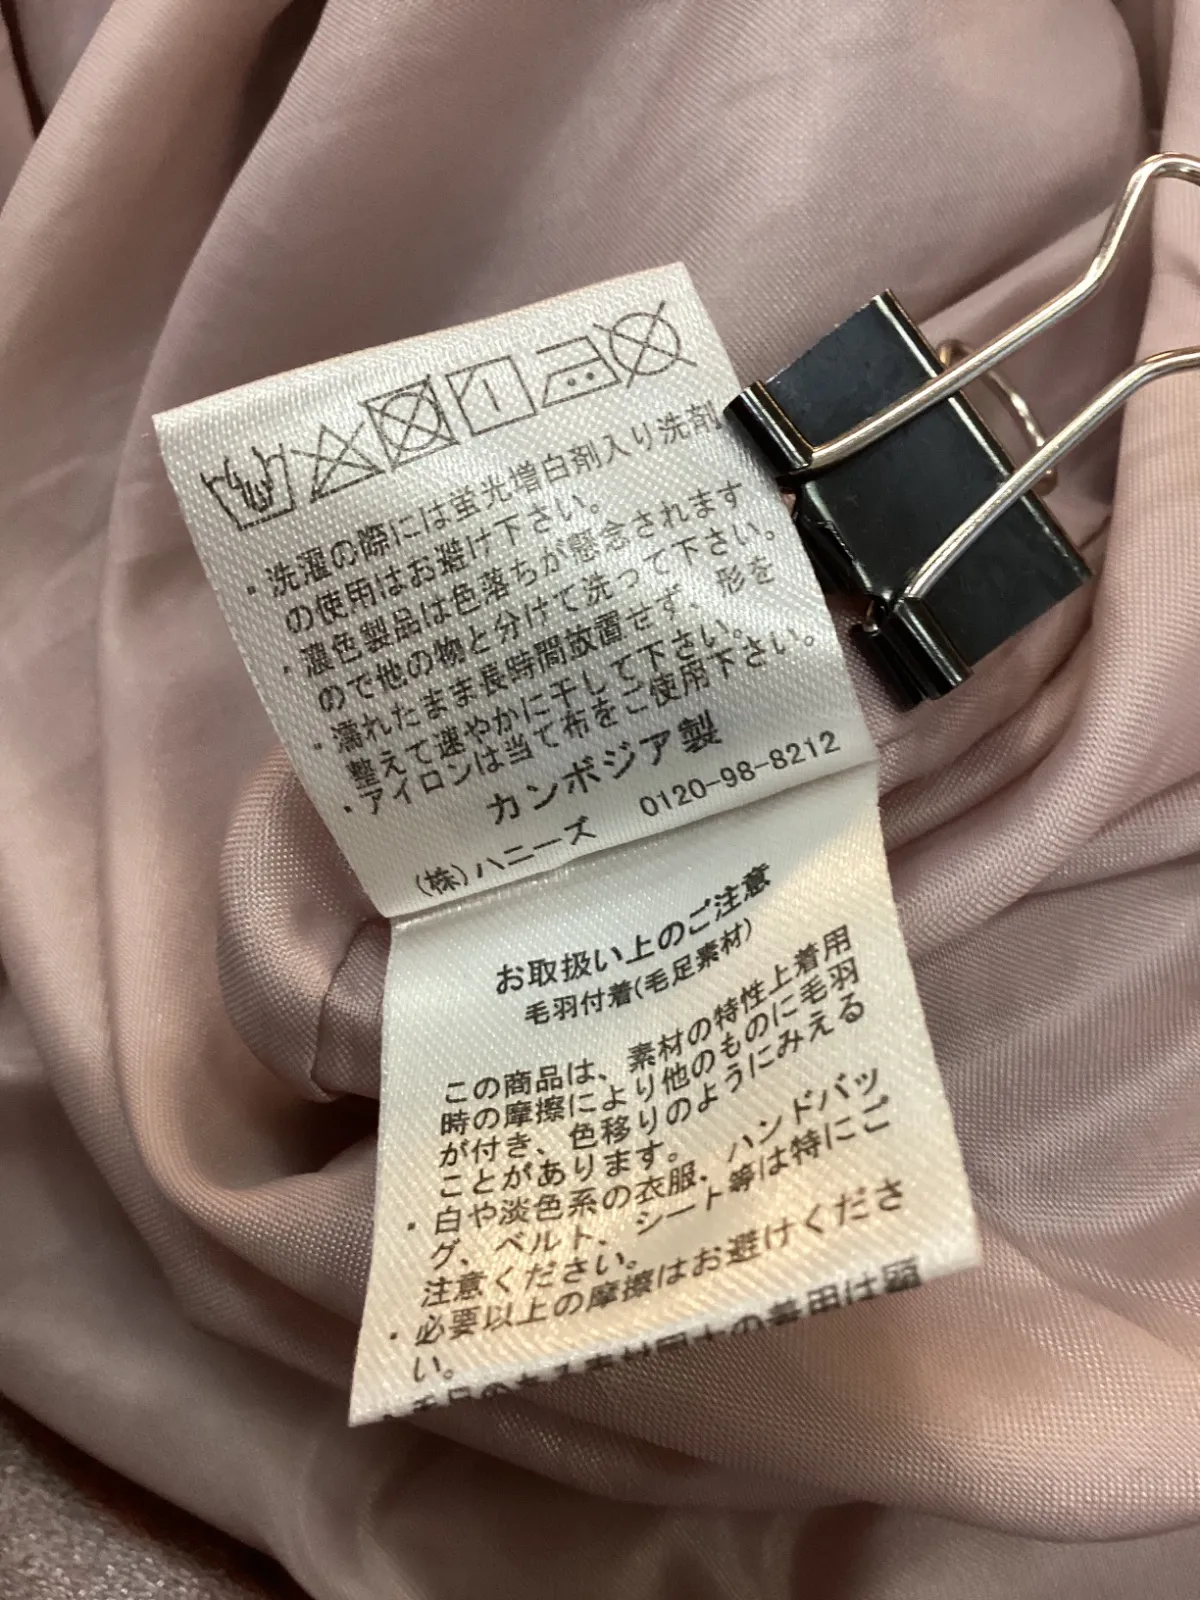 ・洗濯の際には蛍光増白剤入り洗剤
の使用はお避け下さい。
・濃色製品は色落ちが懸念されます
ので他の物と分けて洗って下さい。
・濡れたまま長時間放置せず、形を
整えて速やかに干して下さい。
・アイロンは当て布をご使用下さい。
カンボジア製
(株)ハニーズ 0120-98-8212
お取扱い上のご注意
毛羽付着(毛足素材)
この商品は、素材の特性上着用
時の摩擦により他のものに毛羽
が付き、色移りのようにみえる
ことがあります。
・白や淡色系の衣服、ハンドバッ
グ、ベルト、シート等は特にご
注意ください。
・必要以上の摩擦はお避けくださ
い。